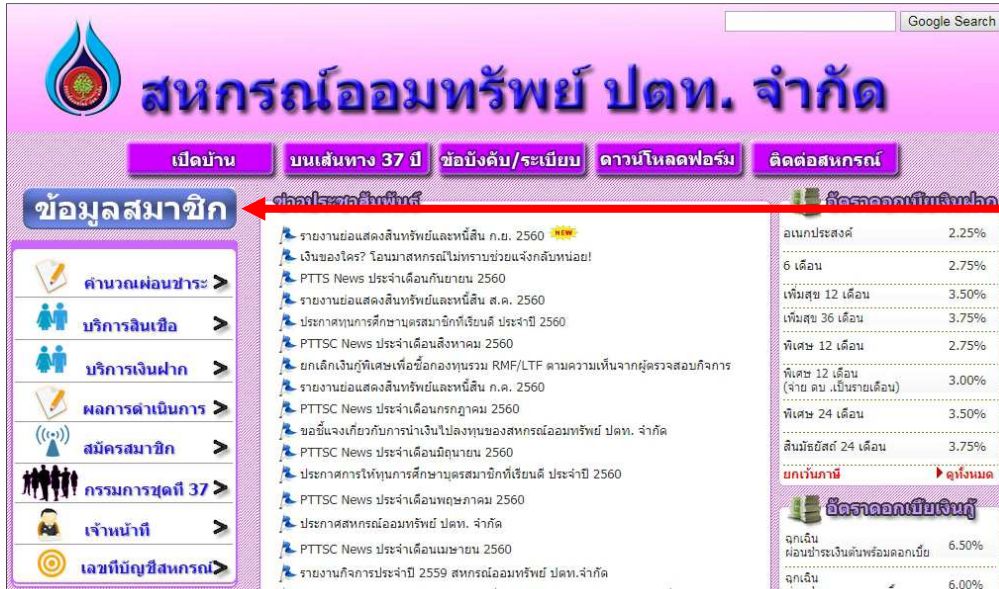 Google Search
สหกรณ์ออมทรัพย์ ปตท. จำกัด
เปิดบ้าน
บนเส้นทาง 37 ปี
ข้อบังคับ/ระเบียบ
ดาวน์โหลดฟอร์ม
ติดต่อสหกรณ์
ข้อมูลสมาชิก
คำนวณผ่อนชำระ
บริการสินเชื่อ
บริการเงินฝาก
ผลการดำเนินการ
สมัครสมาชิก
กรรมการชุดที่ 37
เจ้าหน้าที่
เลขที่บัญชีสหกรณ์
ข่าวประชาสัมพันธ์
รายงานย่อแสดงสินทรัพย์และหนี้สิน ก.ย. 2560 NEW
เงินของใคร? โอนมาสหกรณ์ไม่ทราบช่วยแจ้งกลับหน่อย!
PTTS News ประจำเดือนกันยายน 2560
รายงานย่อแสดงสินทรัพย์และหนี้สิน ส.ค. 2560
ประกาศทุนการศึกษาบุตรสมาชิกที่เรียนดี ประจำปี 2560
PTTSC News ประจำเดือนสิงหาคม 2560
ยกเลิกเงินกู้พิเศษเพื่อซื้อกองทุนรวม RMF/LTF ตามความเห็นจากผู้ตรวจสอบกิจการ
รายงานย่อแสดงสินทรัพย์และหนี้สิน ก.ค. 2560
PTTSC News ประจำเดือนกรกฎาคม 2560
ขอชี้แจงเกี่ยวกับการนำเงินไปลงทุนของสหกรณ์ออมทรัพย์ ปตท. จำกัด
PTTSC News ประจำเดือนมิถุนายน 2560
ประกาศการให้ทุนการศึกษาบุตรสมาชิกที่เรียนดี ประจำปี 2560
PTTSC News ประจำเดือนพฤษภาคม 2560
ประกาศสหกรณ์ออมทรัพย์ ปตท. จำกัด
PTTSC News ประจำเดือนเมษายน 2560
รายงานกิจการประจำปี 2559 สหกรณ์ออมทรัพย์ ปตท.จำกัด
อัตราดอกเบี้ยเงินฝาก
อเนกประสงค์ 2.25%
6 เดือน 2.75%
เพิ่มสุข 12 เดือน 3.50%
เพิ่มสุข 36 เดือน 3.75%
พิเศษ 12 เดือน 2.75%
พิเศษ 12 เดือน
(จ่าย ดบ .เป็นรายเดือน) 3.00%
พิเศษ 24 เดือน 3.50%
สินมัธยัสถ์ 24 เดือน 3.75%
ยกเว้นภาษี ดูทั้งหมด
อัตราดอกเบี้ยเงินกู้
ฉุกเฉิน
ผ่อนชำระเงินต้นพร้อมดอกเบี้ย 6.50%
ฉุกเฉิน
6.00%